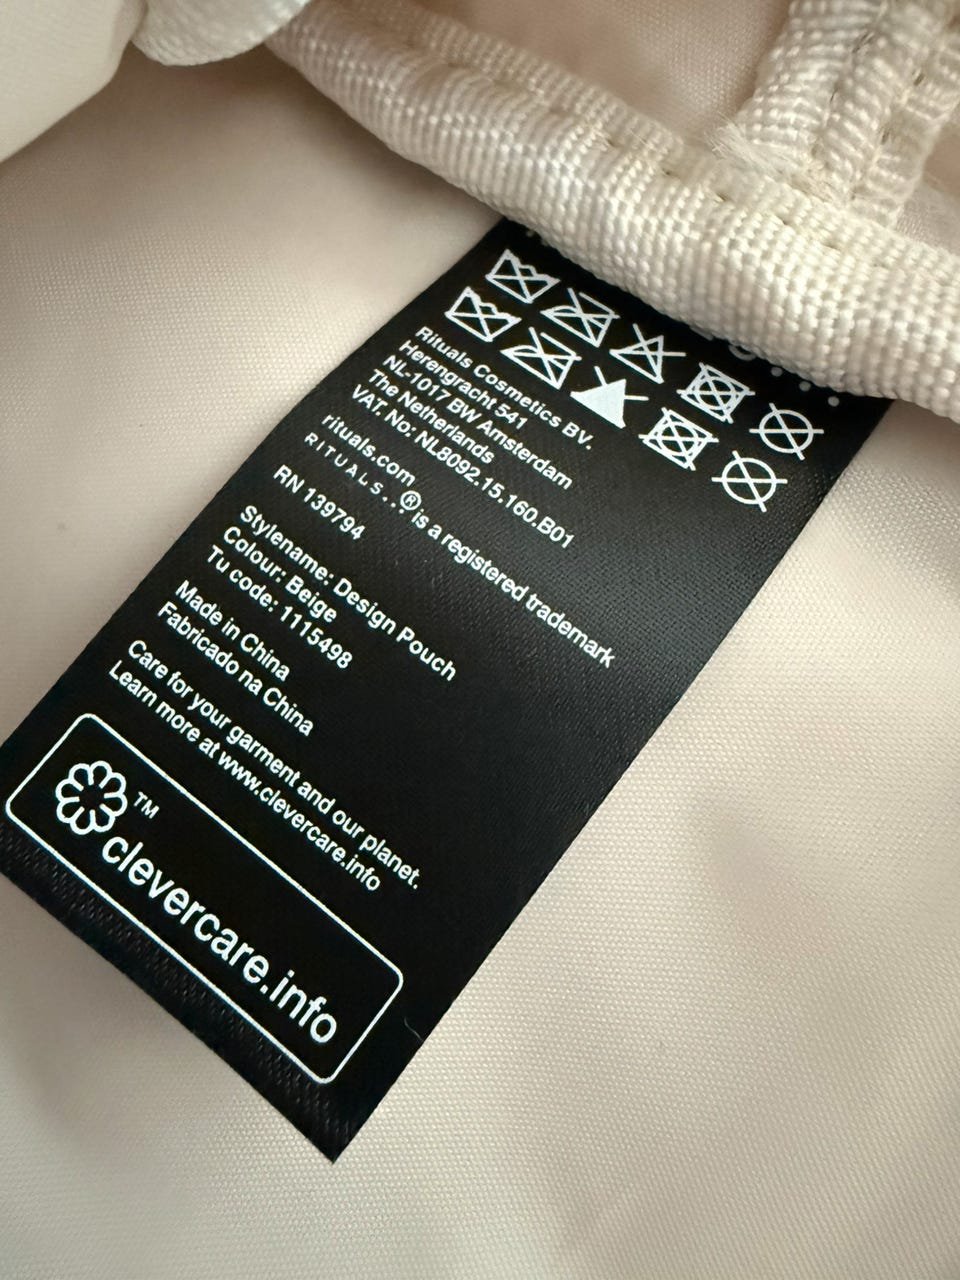 Rituals Cosmetics BV.
Herengracht 541
NL-1017 BW Amsterdam
The Netherlands
VAT. No: NL8092.15.160.B01
rituals.com
RITUALS...® is a registered trademark
RN 139794
Stylename: Design Pouch
Colour: Beige
Tu code: 1115498
Made in China
Fabricado na China
Care for your garment and our planet.
Learn more at www.clevercare.info
TM
clevercare.info